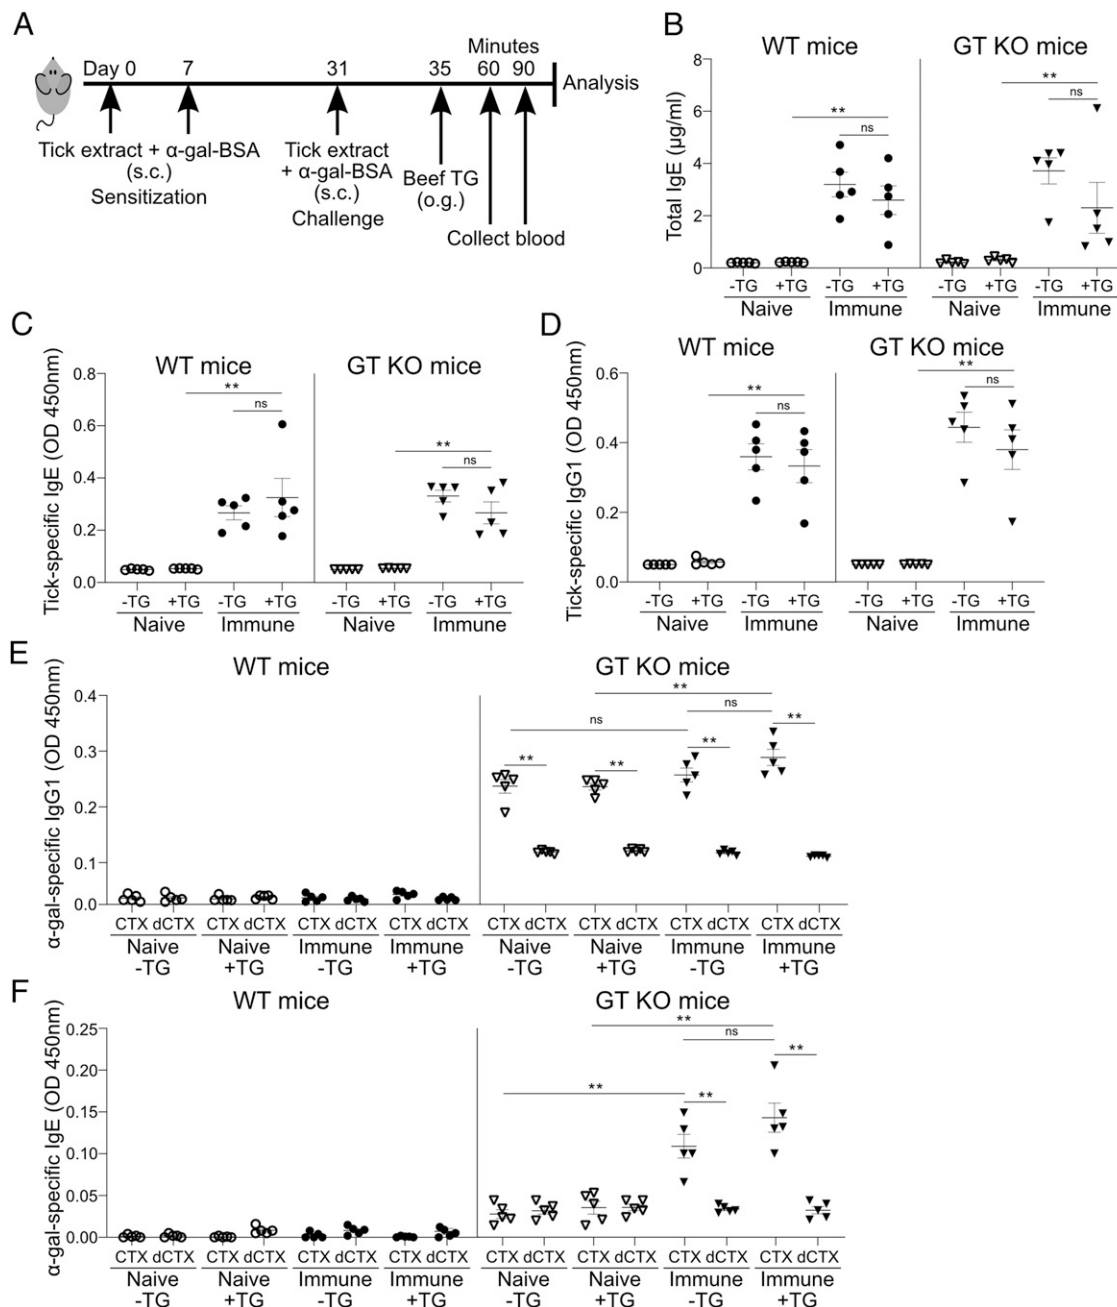 A
Minutes
Day 0 7 31 35 60 90
Analysis
Tick extract + α-gal-BSA
(s.c.)
Sensitization
Tick extract
+ α-gal-BSA
(s.c.)
Challenge
Beef TG
(o.g.)
Collect blood
B
WT mice GT KO mice
Total IgE (µg/ml)
8
6
4
2
0
** ns ** ns
-TG +TG -TG +TG -TG +TG -TG +TG
Naive Immune Naive Immune
C
WT mice GT KO mice
Tick-specific IgE (OD 450nm)
0.8
0.6
0.4
0.2
0.0
** ns ** ns
-TG +TG -TG +TG -TG +TG -TG +TG
Naive Immune Naive Immune
D
WT mice GT KO mice
Tick-specific IgG1 (OD 450nm)
0.6
0.4
0.2
0.0
** ns ** ns
-TG +TG -TG +TG -TG +TG -TG +TG
Naive Immune Naive Immune
E
WT mice GT KO mice
α-gal-specific IgG1 (OD 450nm)
0.4
0.3
0.2
0.1
0.0
**
ns **
ns
** ** **
CTX dCTX CTX dCTX CTX dCTX CTX dCTX CTX dCTX CTX dCTX CTX dCTX CTX dCTX
Naive Naive Immune Immune Naive Naive Immune Immune
-TG +TG -TG +TG -TG +TG -TG +TG
F
WT mice GT KO mice
α-gal-specific IgE (OD 450nm)
0.25
0.20
0.15
0.10
0.05
0.00
**
ns
**
** **
CTX dCTX CTX dCTX CTX dCTX CTX dCTX CTX dCTX CTX dCTX CTX dCTX CTX dCTX
Naive Naive Immune Immune Naive Naive Immune Immune
-TG +TG -TG +TG -TG +TG -TG +TG